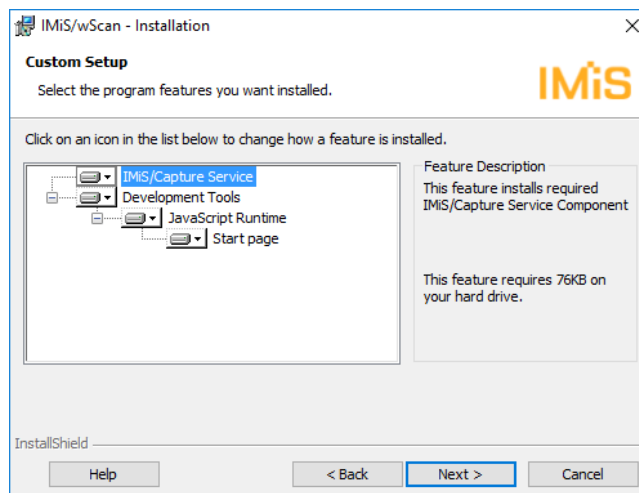 IMiS/wScan - Installation
Custom Setup
Select the program features you want installed.
IMiS
Click on an icon in the list below to change how a feature is installed.
IMiS/Capture Service
Development Tools
JavaScript Runtime
Start page
Feature Description
This feature installs required
IMiS/Capture Service Component
This feature requires 76KB on
your hard drive.
InstallShield
Help
< Back
Next >
Cancel